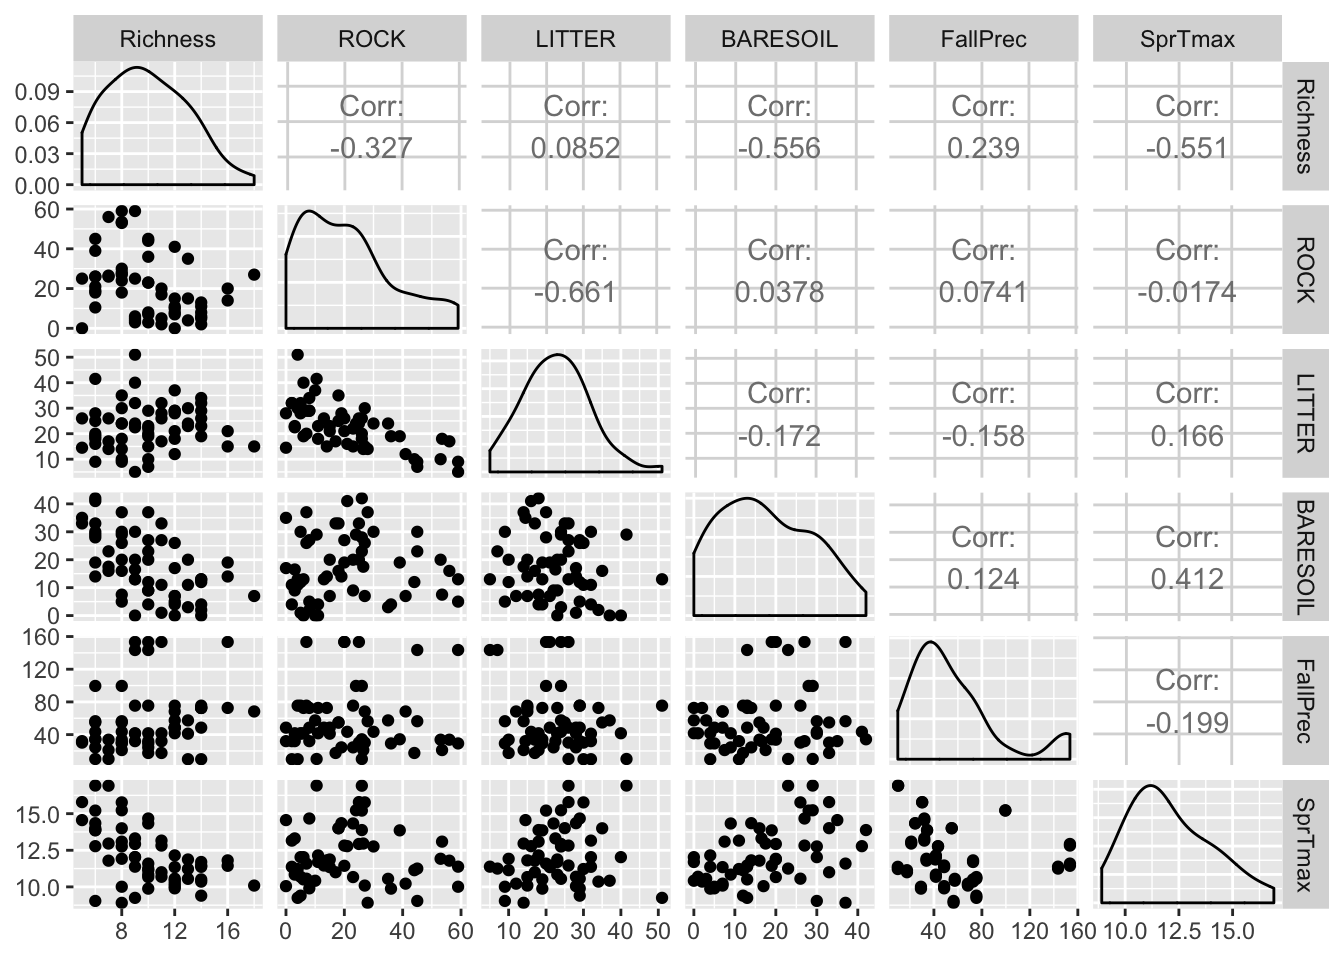 Richness ROCK LITTER BARESOIL FallPrec SprTmax
0.09
0.06
0.03
0.00
Corr:
-0.327
Corr:
0.0852
Corr:
-0.556
Corr:
0.239
Corr:
-0.551
Richness
60
40
20
0
Corr:
-0.661
Corr:
0.0378
Corr:
0.0741
Corr:
-0.0174
ROCK
50
40
30
20
10
Corr:
-0.172
Corr:
-0.158
Corr:
0.166
LITTER
40
30
20
10
0
Corr:
0.124
Corr:
0.412
BARESOIL
160
120
80
40
Corr:
-0.199
FallPrec
15.0
12.5
10.0
SprTmax
8 12 16 0 20 40 60 10 20 30 40 50 0 10 20 30 40 40 80 120 160 10.0 12.5 15.0